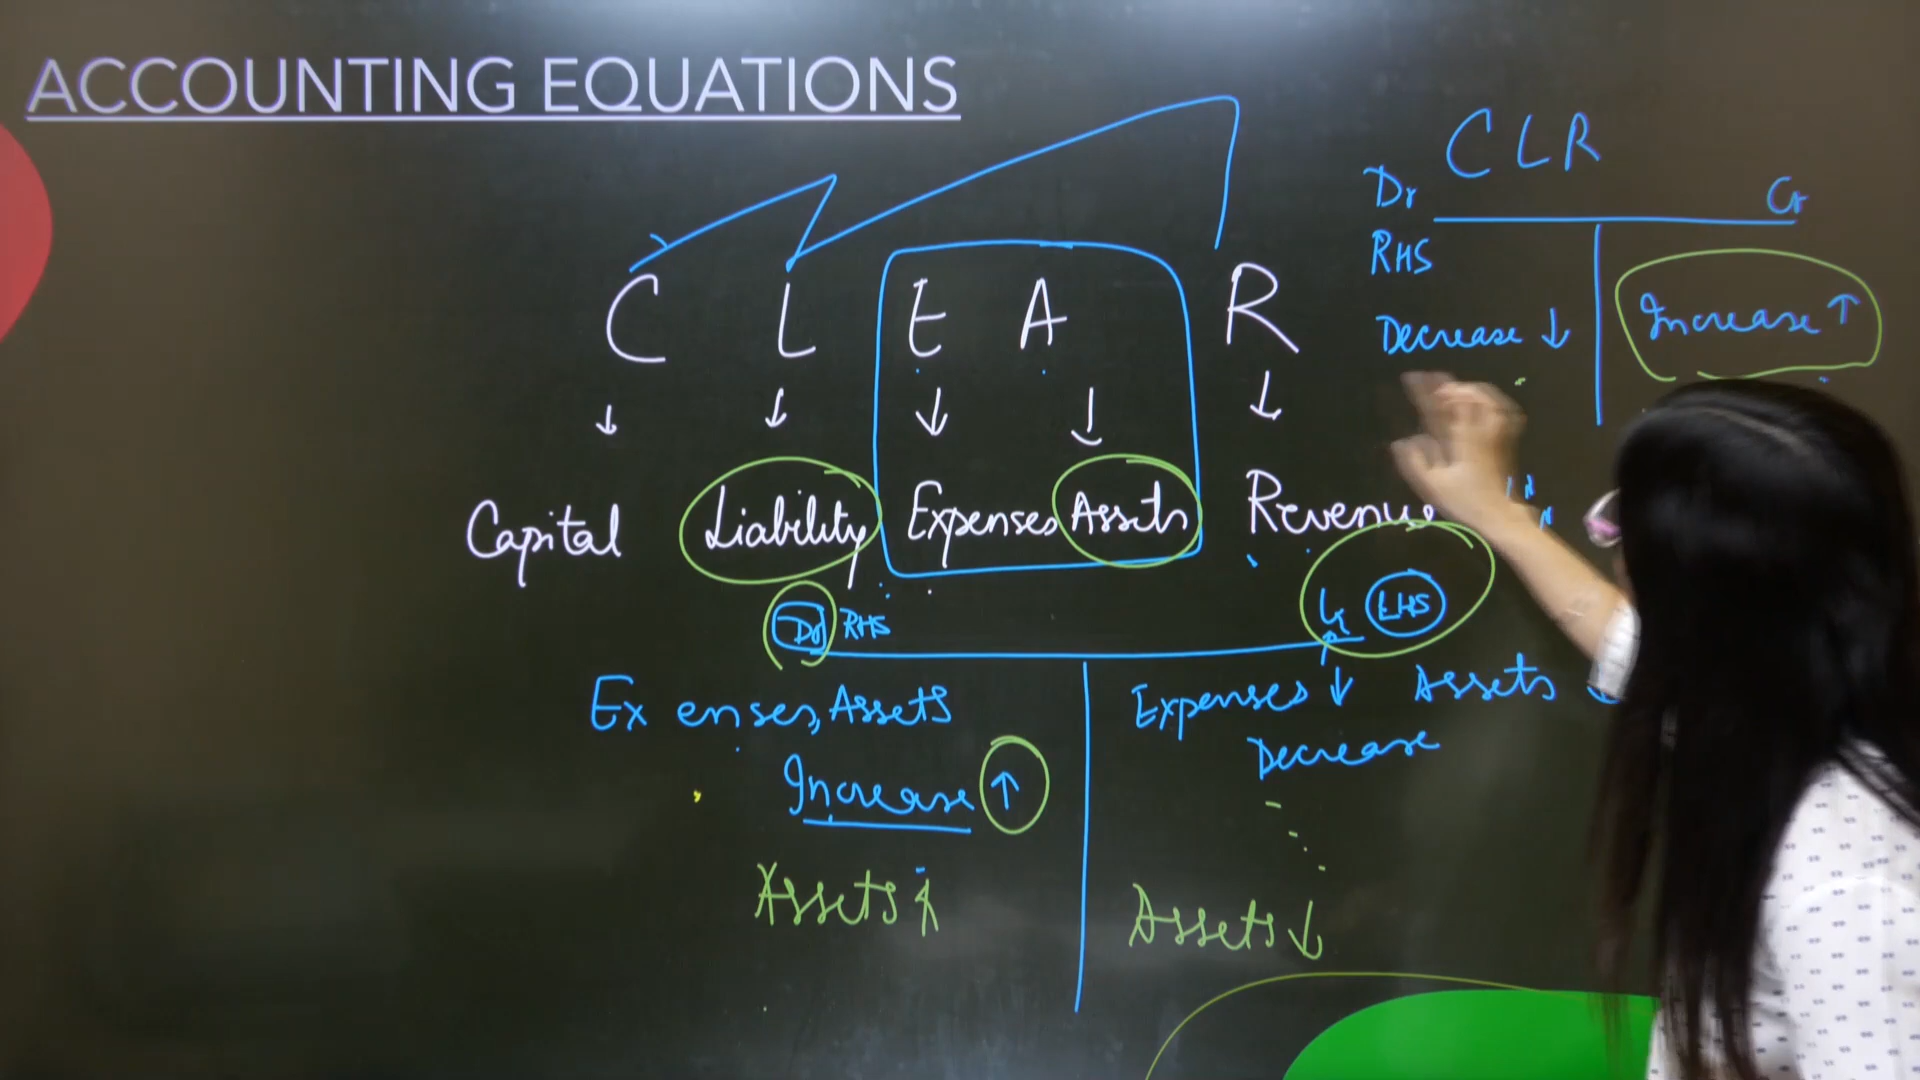 ACCOUNTING EQUATIONS
CLR
Dr Cr
RHS
Decrease ↓ Increase ↑
C L E A R
↓ ↓ ↓ ↓ ↓
Capital Liability Expenses Assets Revenue
Dr RHS Cr LHS
Ex enses, Assets
Increase ↑
Assets ↑
Expenses ↓ Assets ↓
Decrease
Assets ↓